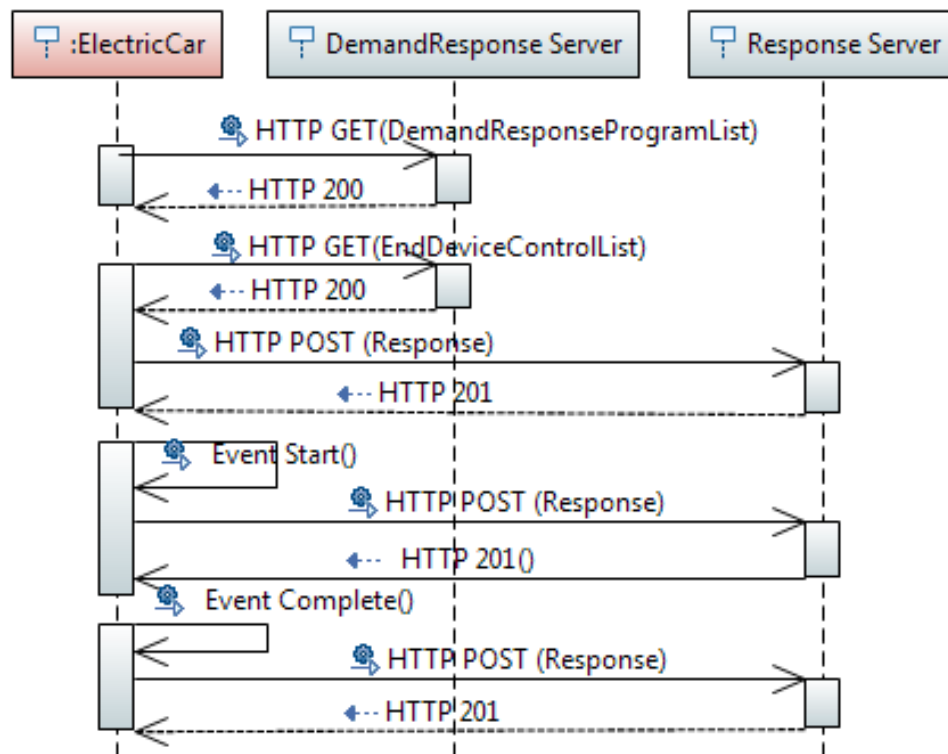 :ElectricCar
DemandResponse Server
Response Server
HTTP GET(DemandResponseProgramList)
HTTP 200
HTTP GET(EndDeviceControlList)
HTTP 200
HTTP POST (Response)
HTTP 201
Event Start()
HTTP POST (Response)
HTTP 201()
Event Complete()
HTTP POST (Response)
HTTP 201